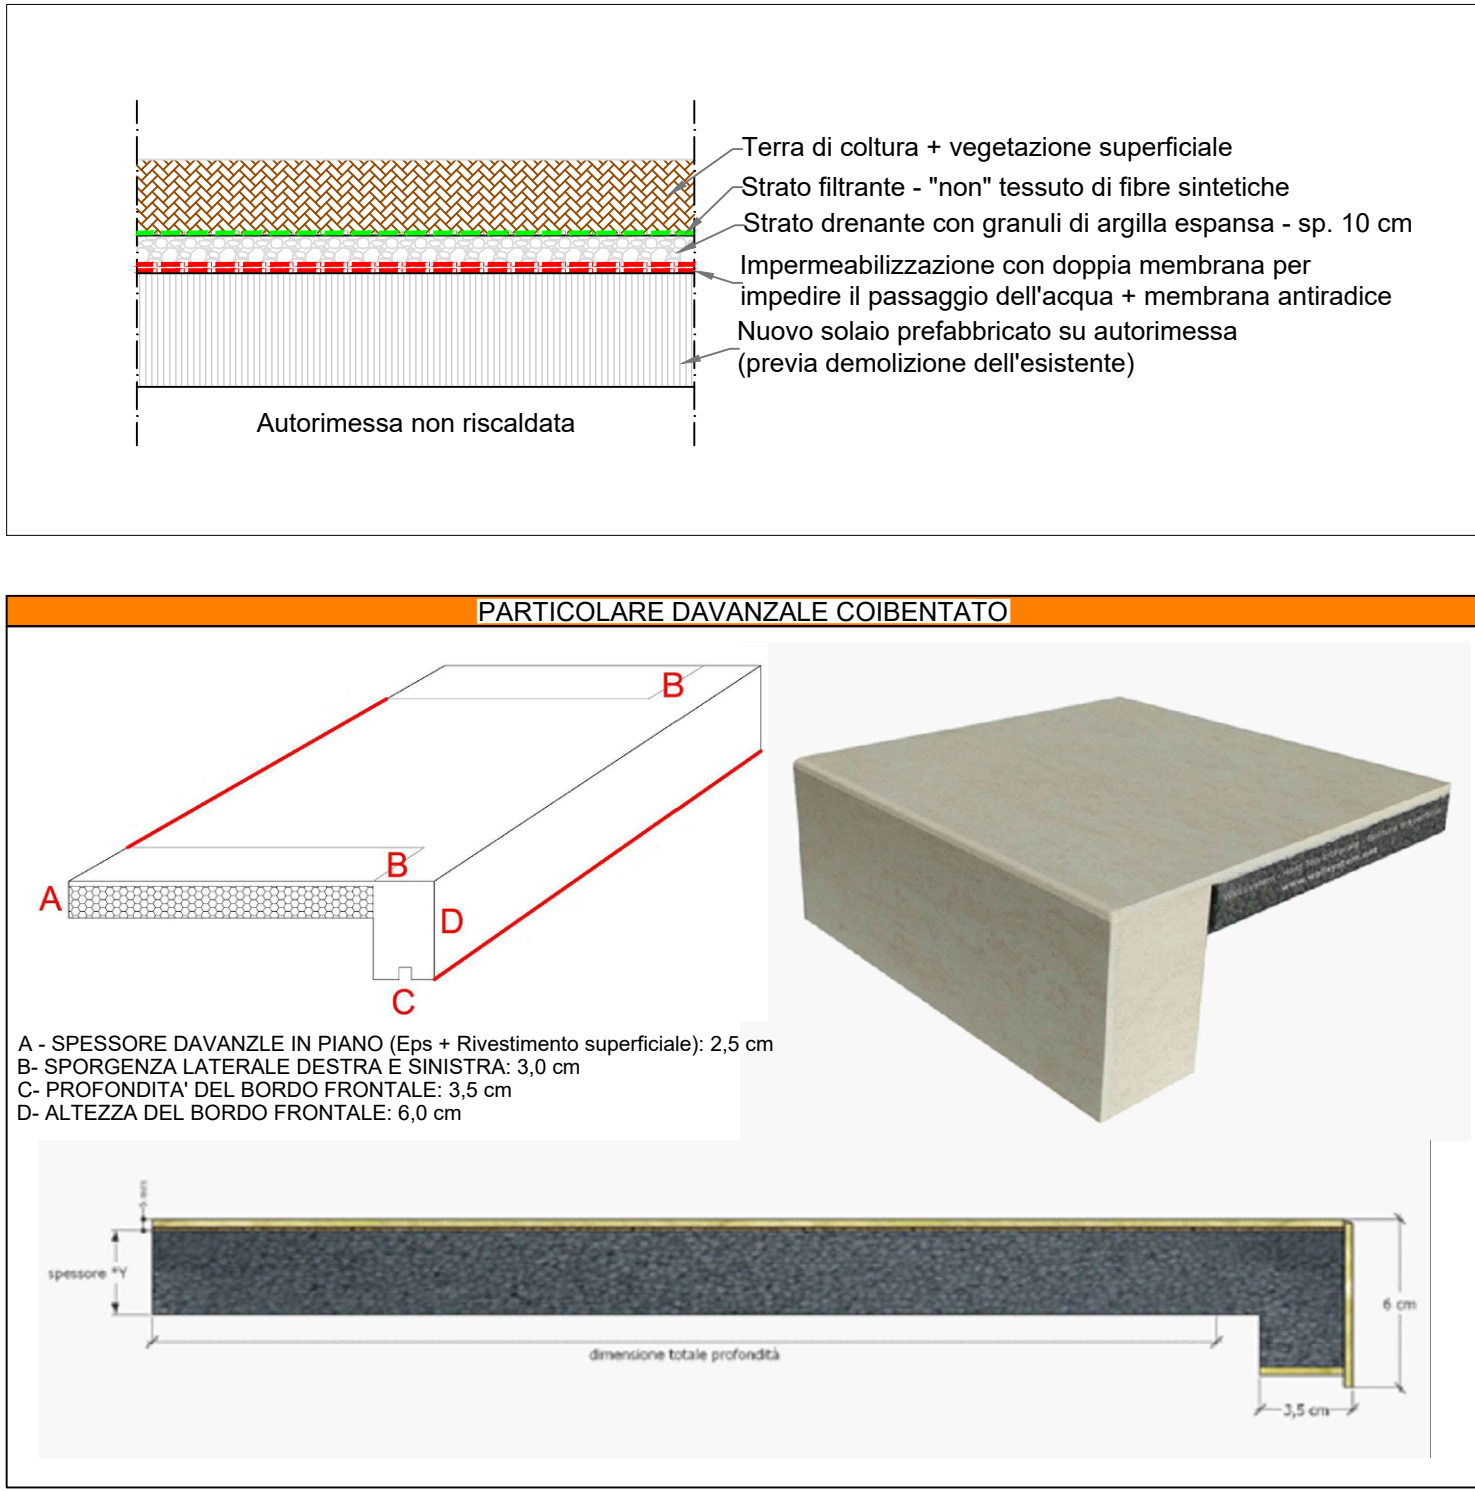 Terra di coltura + vegetazione superficiale
Strato filtrante - "non" tessuto di fibre sintetiche
Strato drenante con granuli di argilla espansa - sp. 10 cm
Impermeabilizzazione con doppia membrana per
impedire il passaggio dell'acqua + membrana antiradice
Nuovo solaio prefabbricato su autorimessa
(previa demolizione dell'esistente)
Autorimessa non riscaldata
PARTICOLARE DAVANZALE COIBENTATO
B
B
A
D
C
A - SPESSORE DAVANZLE IN PIANO (Eps + Rivestimento superficiale): 2,5 cm
B- SPORGENZA LATERALE DESTRA E SINISTRA: 3,0 cm
C- PROFONDITA' DEL BORDO FRONTALE: 3,5 cm
D- ALTEZZA DEL BORDO FRONTALE: 6,0 cm
spessore *Y
6 cm
dimensione totale profondità
3,5 cm